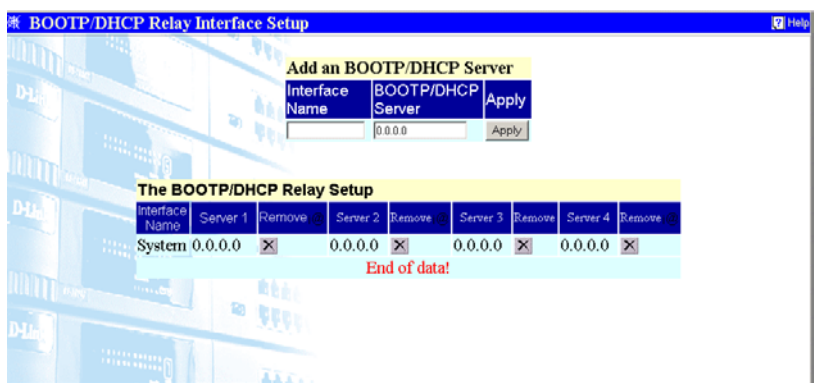 BOOTP/DHCP Relay Interface Setup
? Help
Add an BOOTP/DHCP Server
Interface Name BOOTP/DHCP Server Apply
0.0.0.0 Apply
The BOOTP/DHCP Relay Setup
Interface Name Server 1 Remove Server 2 Remove Server 3 Remove Server 4 Remove
System 0.0.0.0 0.0.0.0 0.0.0.0 0.0.0.0
End of data!